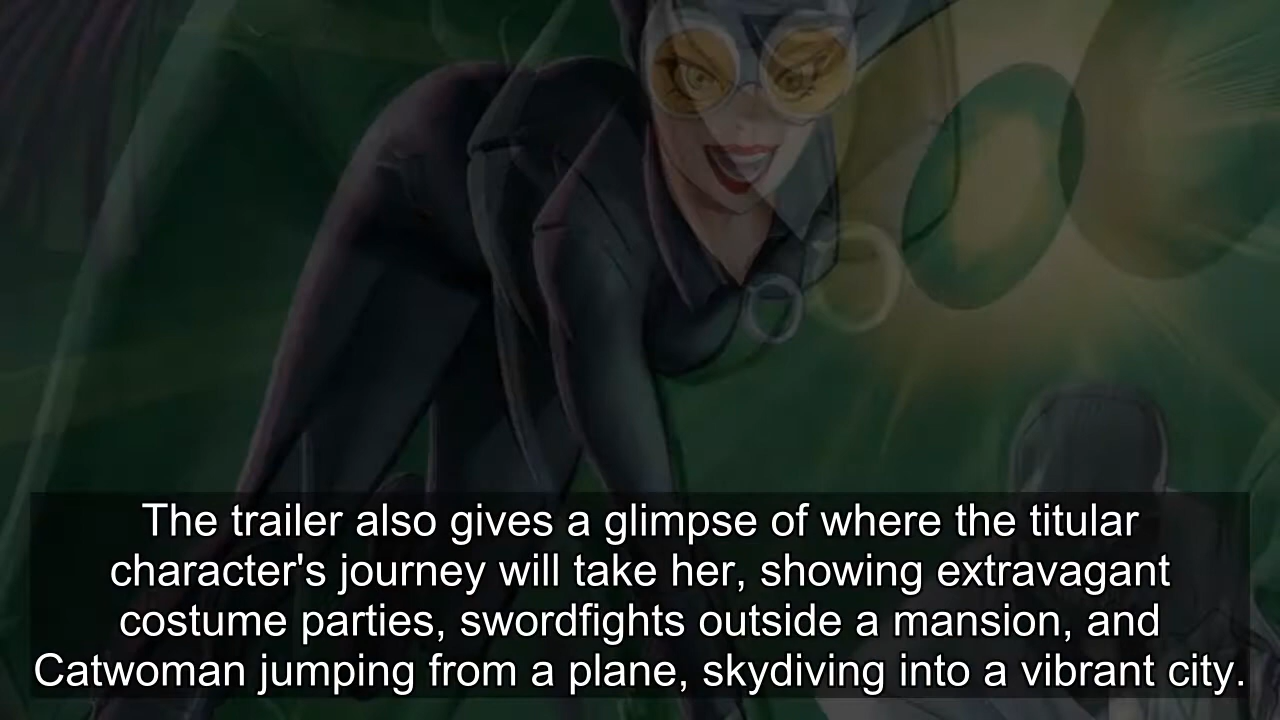 The trailer also gives a glimpse of where the titular
character's journey will take her, showing extravagant
costume parties, swordfights outside a mansion, and
Catwoman jumping from a plane, skydiving into a vibrant city.